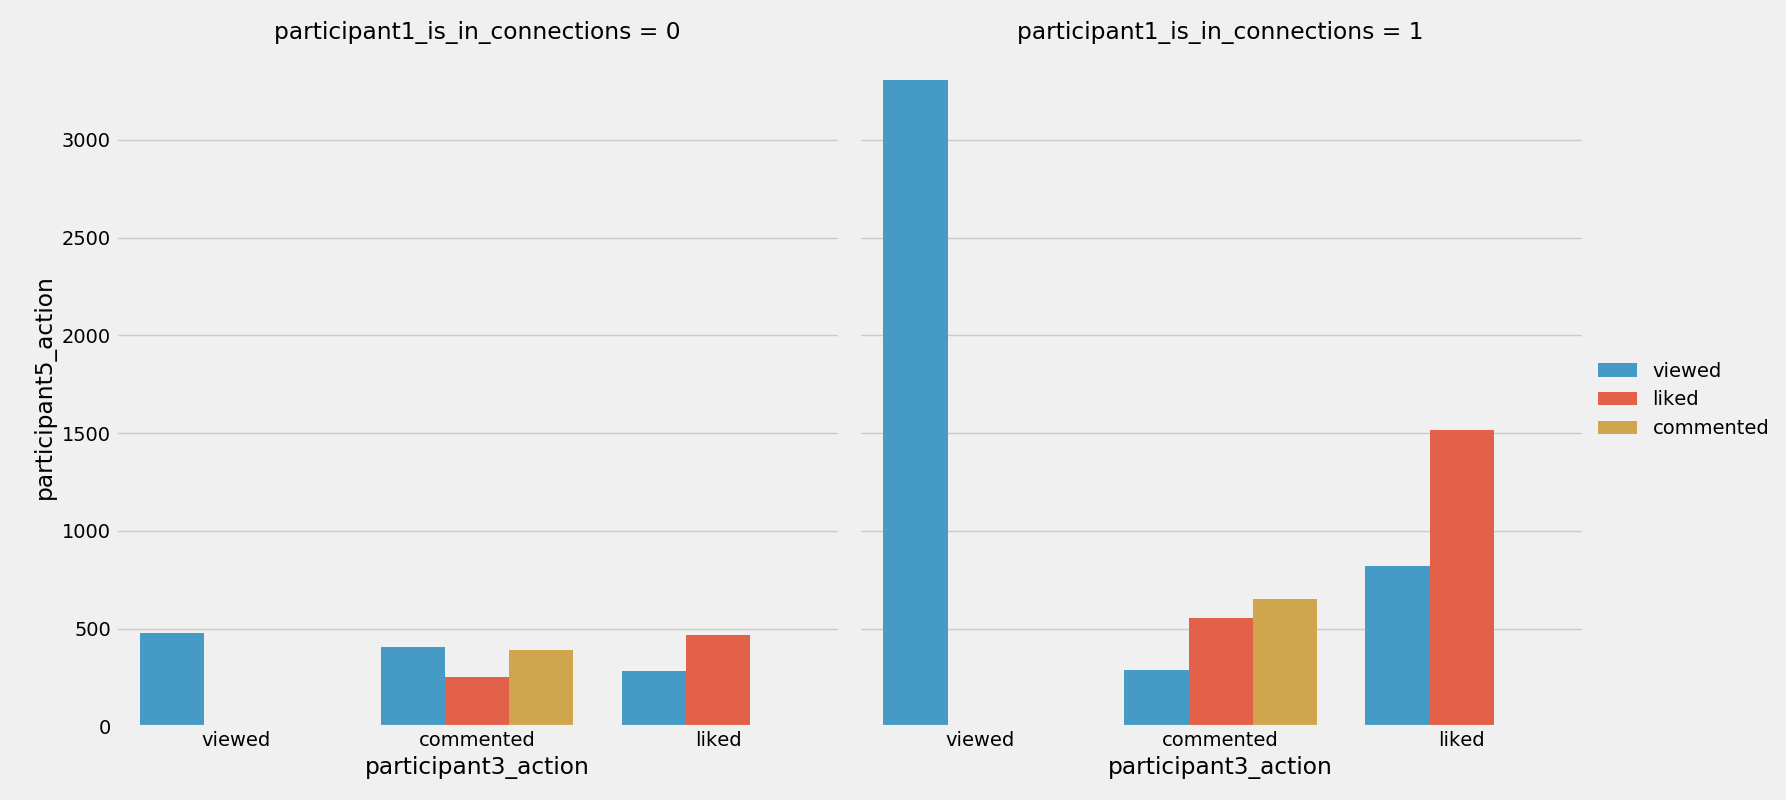 participant1_is_in_connections = 0
participant1_is_in_connections = 1
participant5_action
3000
2500
2000
1500
1000
500
0
viewed
commented
liked
participant3_action
viewed
commented
liked
participant3_action
viewed
liked
commented